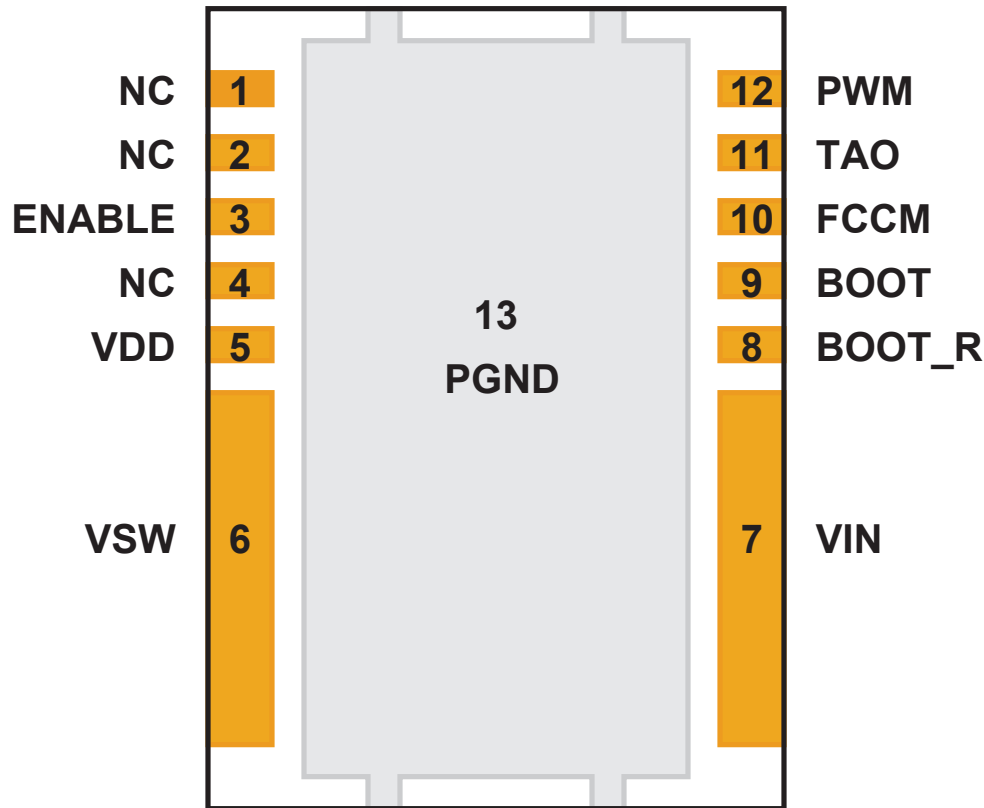 NC 1
NC 2
ENABLE 3
NC 4
VDD 5
VSW 6
13
PGND
12 PWM
11 TAO
10 FCCM
9 BOOT
8 BOOT_R
7 VIN